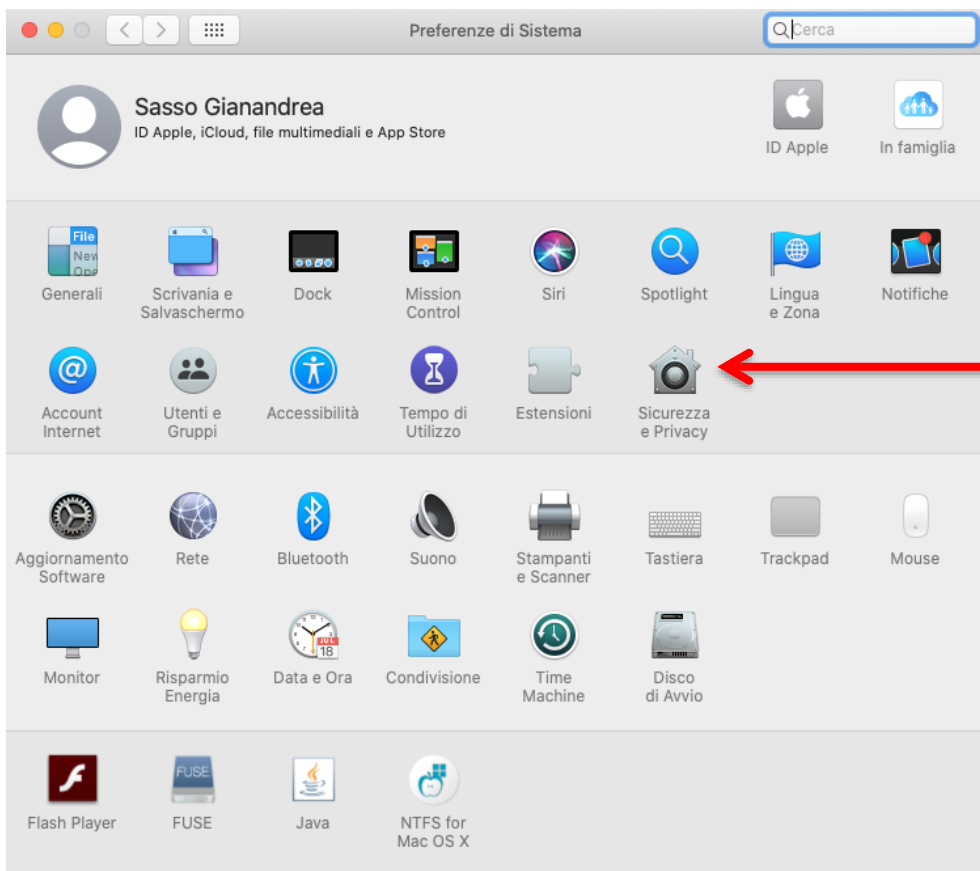 Preferenze di Sistema
Cerca
Sasso Gianandrea
ID Apple, iCloud, file multimediali e App Store
ID Apple
In famiglia
File
New
Ope
Generali
Scrivania e
Salvaschermo
Dock
Mission
Control
Siri
Spotlight
Lingua
e Zona
Notifiche
Account
Internet
Utenti e
Gruppi
Accessibilità
Tempo di
Utilizzo
Estensioni
Sicurezza
e Privacy
Aggiornamento
Software
Rete
Bluetooth
Suono
Stampanti
e Scanner
Tastiera
Trackpad
Mouse
Monitor
Risparmio
Energia
JUL
18
Data e Ora
Condivisione
Time
Machine
Disco
di Avvio
Flash Player
FUSE
FUSE
Java
NTFS for
Mac OS X